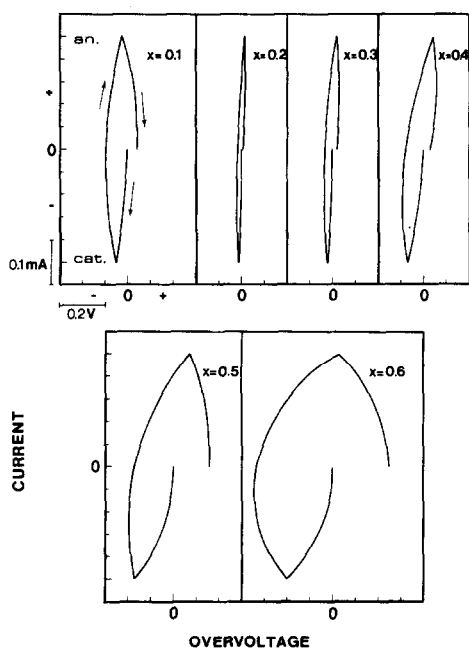 an.
x=0.1
x=0.2
x=0.3
x=0.4
+
0
-
cat.
0.1mA
- 0 +
0
0
0
0.2V
x=0.5
x=0.6
0
CURRENT
0
0
OVERVOLTAGE